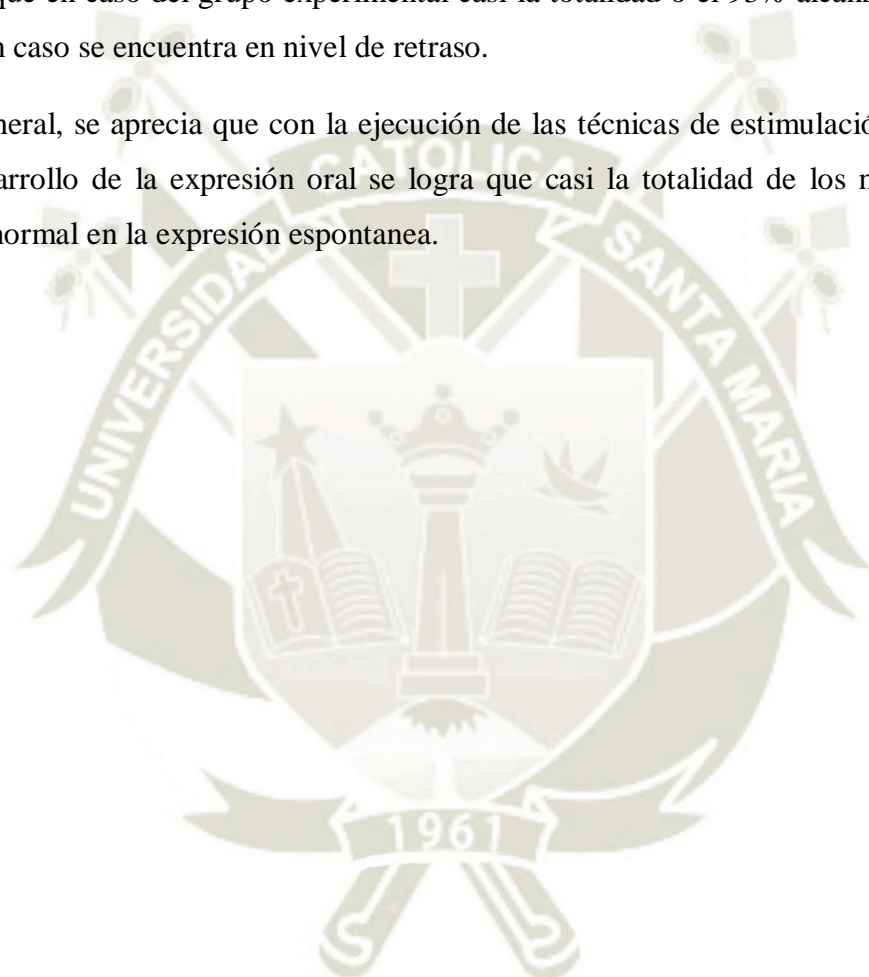 que en caso del grupo experimental casi la totalidad o el 95% alcanz
n caso se encuentra en nivel de retraso.
neral, se aprecia que con la ejecución de las técnicas de estimulació
arrollo de la expresión oral se logra que casi la totalidad de los n
normal en la expresión espontanea.
UNIVERSIDAD CATOLICA SANTA MARIA
1961